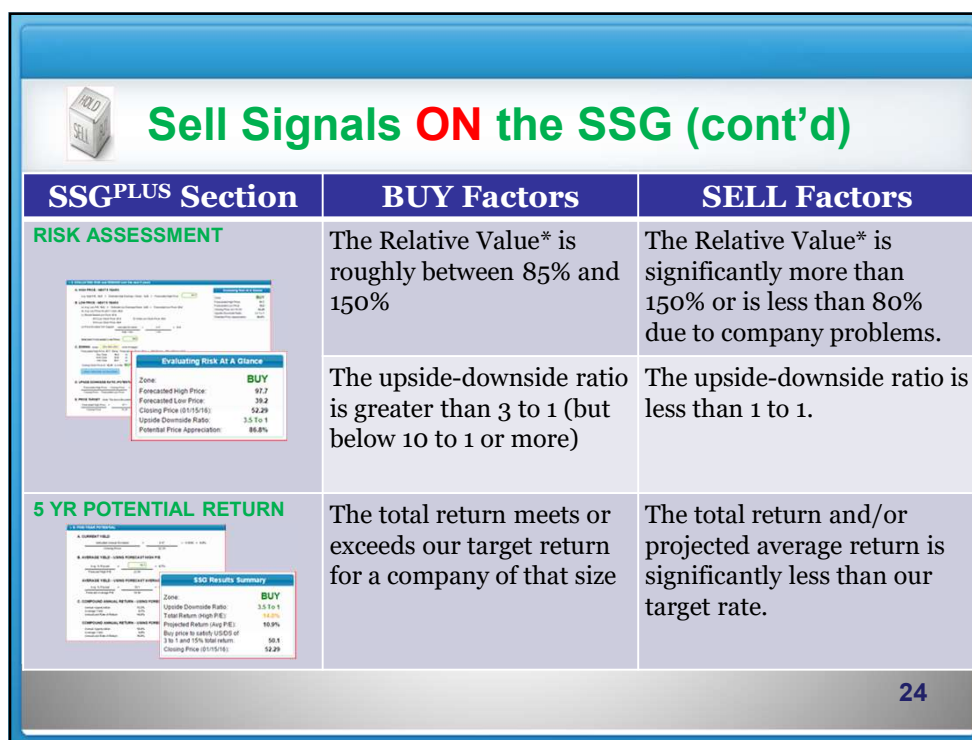 HOLD
SELL
Sell Signals ON the SSG (cont’d)
SSGPLUS Section
BUY Factors
SELL Factors
RISK ASSESSMENT
The Relative Value* is
roughly between 85% and
150%
The Relative Value* is
significantly more than
150% or is less than 80%
due to company problems.
Evaluating Risk At A Glance
Zone: BUY
Forecasted High Price: 97.7
Forecasted Low Price: 39.2
Closing Price (01/15/16): 52.29
Upside Downside Ratio: 3.5 To 1
Potential Price Appreciation: 86.8%
The upside-downside ratio
is greater than 3 to 1 (but
below 10 to 1 or more)
The upside-downside ratio is
less than 1 to 1.
5 YR POTENTIAL RETURN
The total return meets or
exceeds our target return
for a company of that size
The total return and/or
projected average return is
significantly less than our
target rate.
A. CURRENT YIELD
SSG Results Summary
Zone: BUY
Upside Downside Ratio: 3.5 To 1
Total Return (High P/E):
Projected Return (Avg P/E): 10.9%
Buy price to satisfy US/DS of
3 to 1 and 15% total return: 50.1
Closing Price (01/15/16): 52.29
24